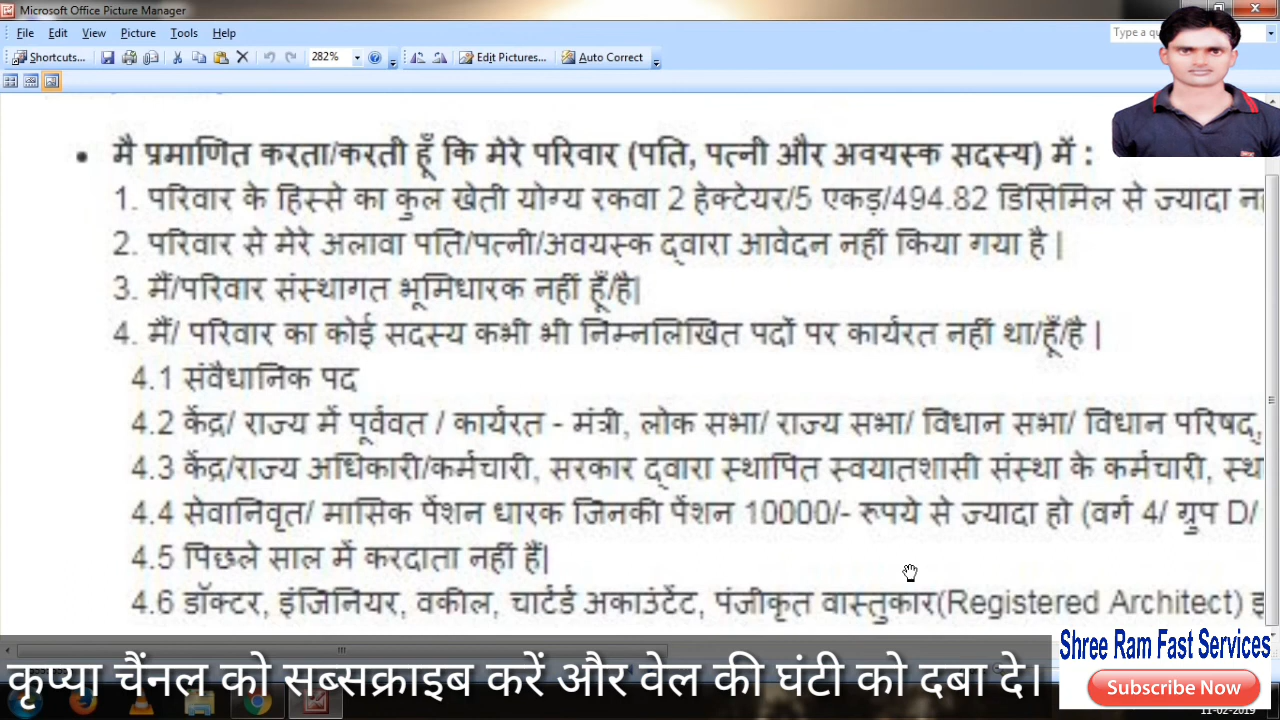 Microsoft Office Picture Manager
File Edit View Picture Tools Help
Type a qu
Shortcuts... 282% Edit Pictures... Auto Correct
मै प्रमाणित करता/करती हूँ कि मेरे परिवार (पति, पत्नी और अवयस्क सदस्य) में :
1. परिवार के हिस्से का कुल खेती योग्य रकवा 2 हेक्टेयर/5 एकड़/494.82 डिसिमिल से ज्यादा
2. परिवार से मेरे अलावा पति/पत्नी/अवयस्क द्वारा आवेदन नहीं किया गया है |
3. मैं/परिवार संस्थागत भूमिधारक नहीं हूँ/है|
4. मैं/ परिवार का कोई सदस्य कभी भी निम्नलिखित पदों पर कार्यरत नहीं था/हूँ/है |
4.1 संवैधानिक पद
4.2 केंद्र/ राज्य में पूर्ववत / कार्यरत - मंत्री, लोक सभा/ राज्य सभा/ विधान सभा/ विधान परिषद,
4.3 केंद्र/राज्य अधिकारी/कर्मचारी, सरकार द्वारा स्थापित स्वयातशासी संस्था के कर्मचारी,
4.4 सेवानिवृत/ मासिक पेंशन धारक जिनकी पेंशन 10000/- रूपये से ज्यादा हो (वर्ग 4/ ग्रुप D/
4.5 पिछले साल में करदाता नहीं हैं|
4.6 डॉक्टर, इंजिनियर, वकील, चार्टर्ड अकाउंटेंट, पंजीकृत वास्तुकार(Registered Architect)
कृप्या चैंनल को सब्सक्राइब करें और वेल की घंटी को दबा दे।
Shree Ram Fast Services
Subscribe Now
11-02-2019